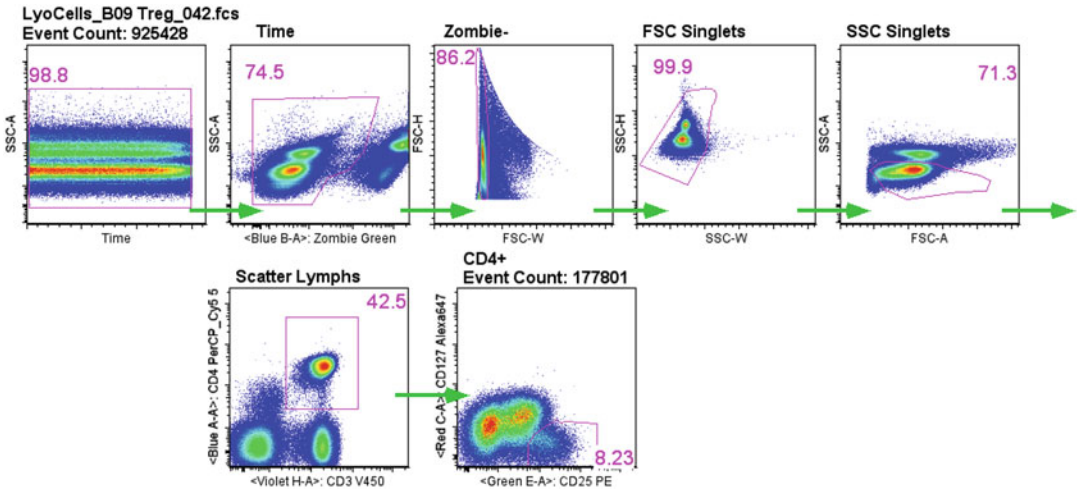 LyoCells_B09 Treg_042.fcs
Event Count: 925428
98.8
SSC-A
Time
Time
74.5
SSC-A
<Blue B-A>: Zombie Green
Zombie-
86.2
FSC-H
FSC-W
FSC Singlets
99.9
SSC-H
SSC-W
SSC Singlets
71.3
SSC-A
FSC-A
Scatter Lymphs
42.5
<Blue A-A>: CD4 PerCP_Cy5 5
<Violet H-A>: CD3 V450
CD4+
Event Count: 177801
<Red C-A>: CD127 Alexa647
8.23
<Green E-A>: CD25 PE